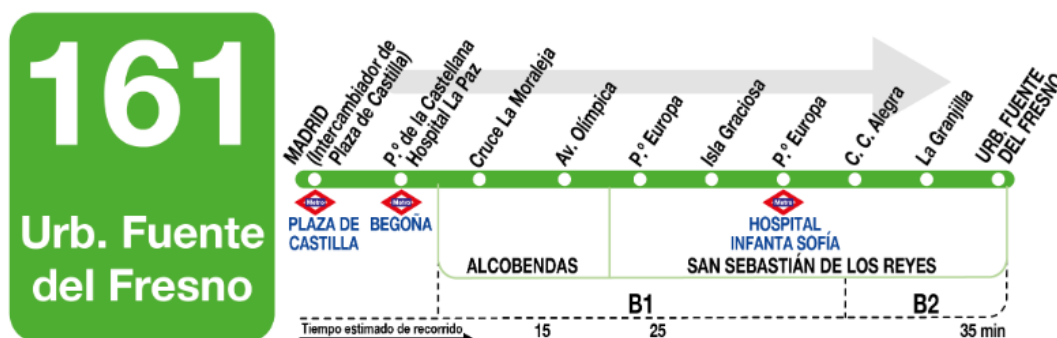 161
Urb. Fuente
del Fresno
MADRID
(Intercambiador de
Plaza de Castilla)
P.º de la Castellana
Hospital La Paz
Cruce La Moraleja
Av. Olímpica
P.º Europa
Isla Graciosa
P.º Europa
C. C. Alegra
La Granjilla
URB. FUENTE
DEL FRESNO
Metro
Metro
Metro
PLAZA DE
CASTILLA
BEGOÑA
HOSPITAL
INFANTA SOFÍA
ALCOBENDAS
SAN SEBASTIÁN DE LOS REYES
B1
B2
Tiempo estimado de recorrido
15
25
35 min